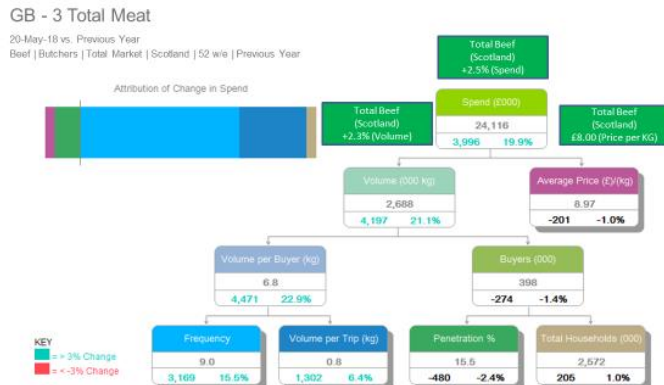 GB - 3 Total Meat
20-May-18 vs. Previous Year
Beef | Butchers | Total Market | Scotland | 52 w/e | Previous Year
Attribution of Change in Spend
Total Beef
(Scotland)
+2.5% (Spend)
Total Beef
(Scotland)
+2.3% (Volume)
Spend (£000)
24,116
3,996 19.9%
Total Beef
(Scotland)
£8.00 (Price per KG)
Volume (000 kg)
2,688
4,197 21.1%
Average Price (£)/(kg)
8.97
-201 -1.0%
Volume per Buyer (kg)
6.8
4,471 22.9%
Buyers (000)
398
-274 -1.4%
KEY
= > 3% Change
= < -3% Change
Frequency
9.0
3,169 15.5%
Volume per Trip (kg)
0.8
1,302 6.4%
Penetration %
15.5
-480 -2.4%
Total Households (000)
2,572
205 1.0%